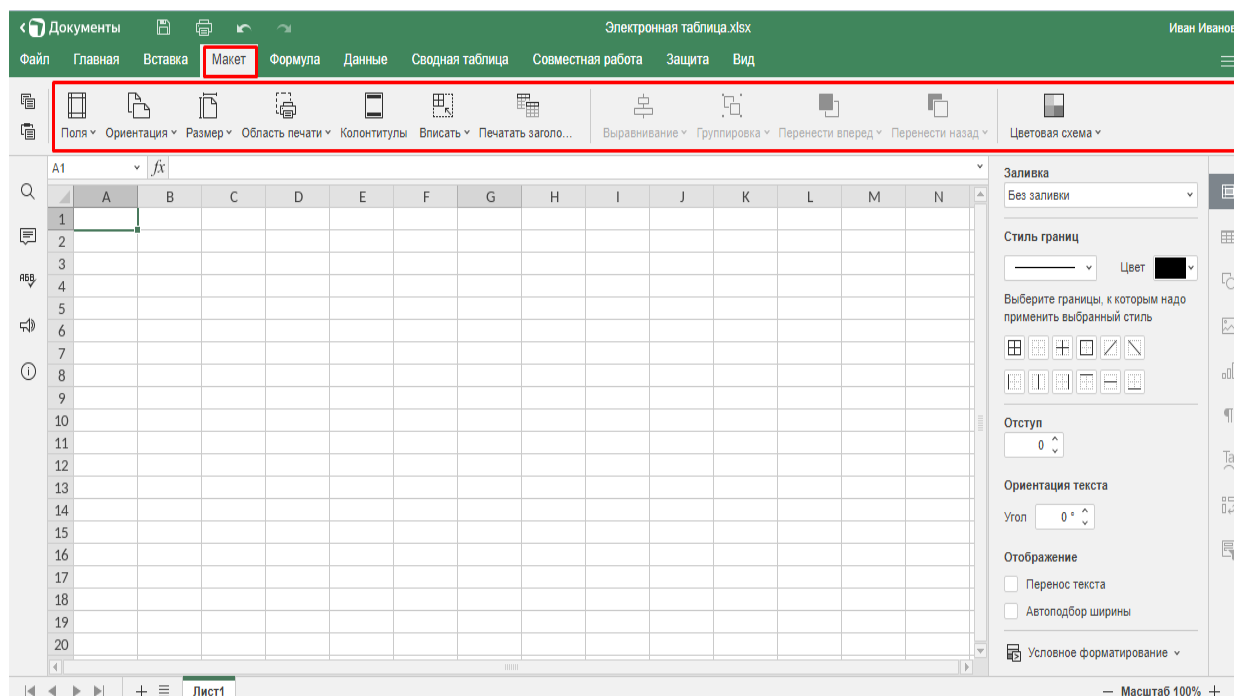 Документы
Электронная таблица.xlsx
Иван Иванов
Файл Главная Вставка Макет Формула Данные Сводная таблица Совместная работа Защита Вид
Поля Ориентация Размер Область печати Колонтитулы Вписать Печатать заголо... Выравнивание Группировка Перенести вперед Перенести назад Цветовая схема
A1 fx
A B C D E F G H I J K L M N
1
2
3
4
5
6
7
8
9
10
11
12
13
14
15
16
17
18
19
20
АБВ
Заливка
Без заливки
Стиль границ
Цвет
Выберите границы, к которым надо
применить выбранный стиль
Отступ
0
Ориентация текста
Угол 0 °
Отображение
Перенос текста
Автоподбор ширины
Условное форматирование
Лист1
Масштаб 100%